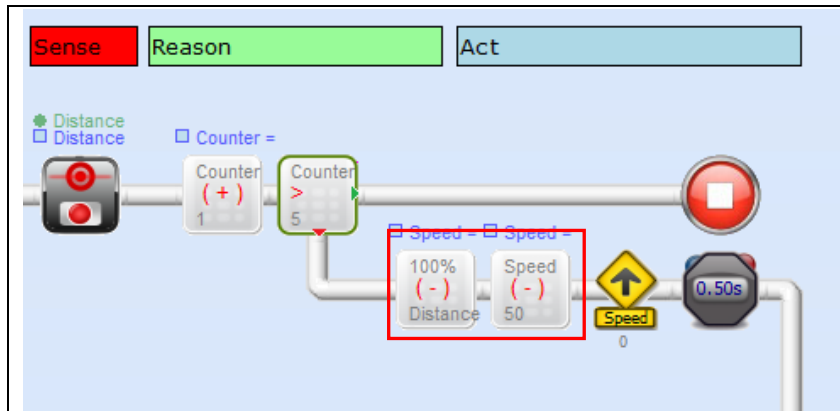 Sense
Reason
Act
Distance
Distance
Counter =
Counter
(+)
1
Counter
>
5
Speed =
Speed =
100%
(-)
Distance
Speed
(-)
50
Speed
0
0.50s